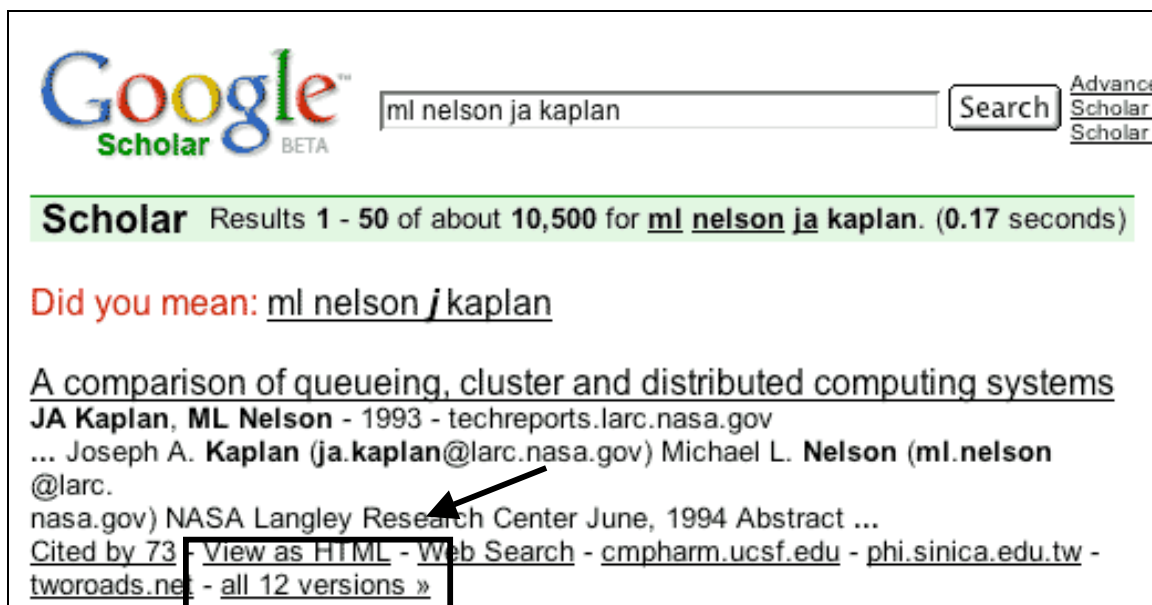 Google™
Scholar BETA
ml nelson ja kaplan
Search
Advance
Scholar
Scholar
Scholar Results 1 - 50 of about 10,500 for ml nelson ja kaplan. (0.17 seconds)
Did you mean: ml nelson j kaplan
A comparison of queueing, cluster and distributed computing systems
JA Kaplan, ML Nelson - 1993 - techreports.larc.nasa.gov
... Joseph A. Kaplan (ja.kaplan@larc.nasa.gov) Michael L. Nelson (ml.nelson
@larc.
nasa.gov) NASA Langley Research Center June, 1994 Abstract ...
Cited by 73 - View as HTML - Web Search - cmpharm.ucsf.edu - phi.sinica.edu.tw -
tworoads.net - all 12 versions »